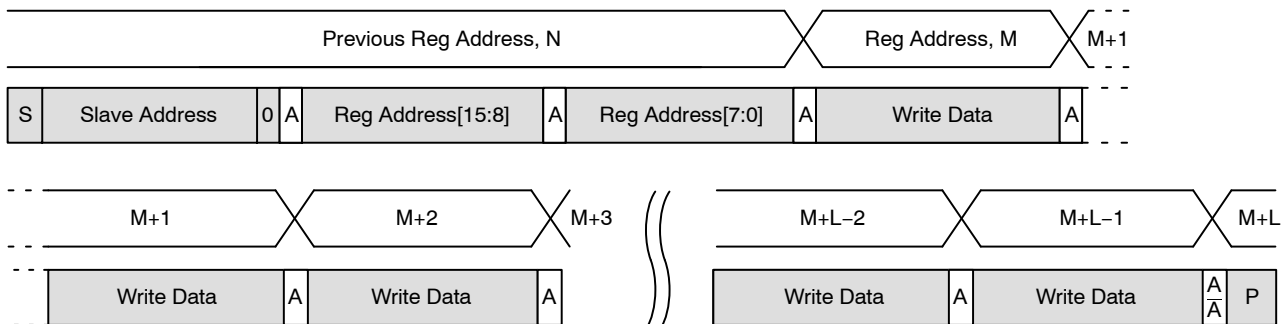 Previous Reg Address, N Reg Address, M M+1
S Slave Address 0 A Reg Address[15:8] A Reg Address[7:0] A Write Data A
M+1 M+2 M+3 M+L−2 M+L−1 M+L
Write Data A Write Data A Write Data A Write Data A/A̅ P